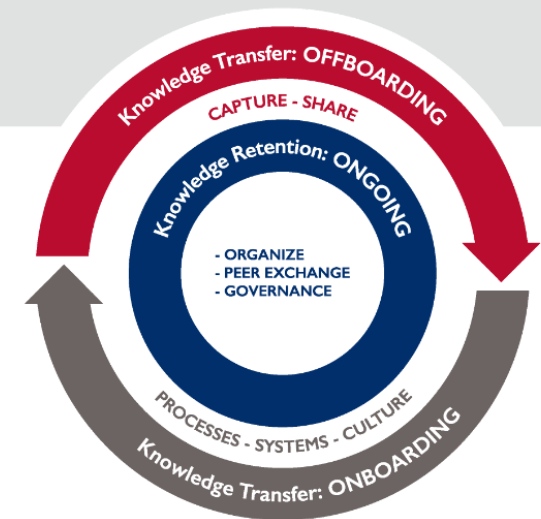 Knowledge Transfer: OFFBOARDING
CAPTURE - SHARE
Knowledge Retention: ONGOING
- ORGANIZE
- PEER EXCHANGE
- GOVERNANCE
PROCESSES - SYSTEMS - CULTURE
Knowledge Transfer: ONBOARDING